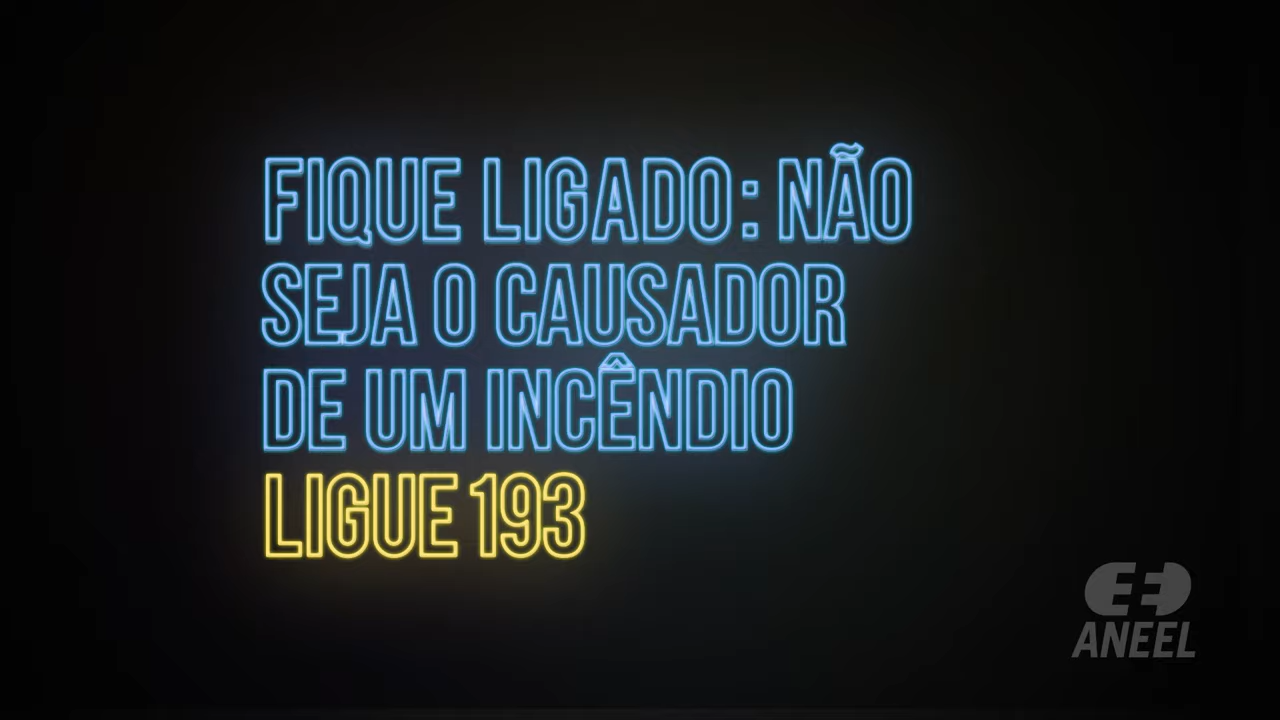 FIQUE LIGADO: NÃO
SEJA O CAUSADOR
DE UM INCÊNDIO
LIGUE 193
ANEEL